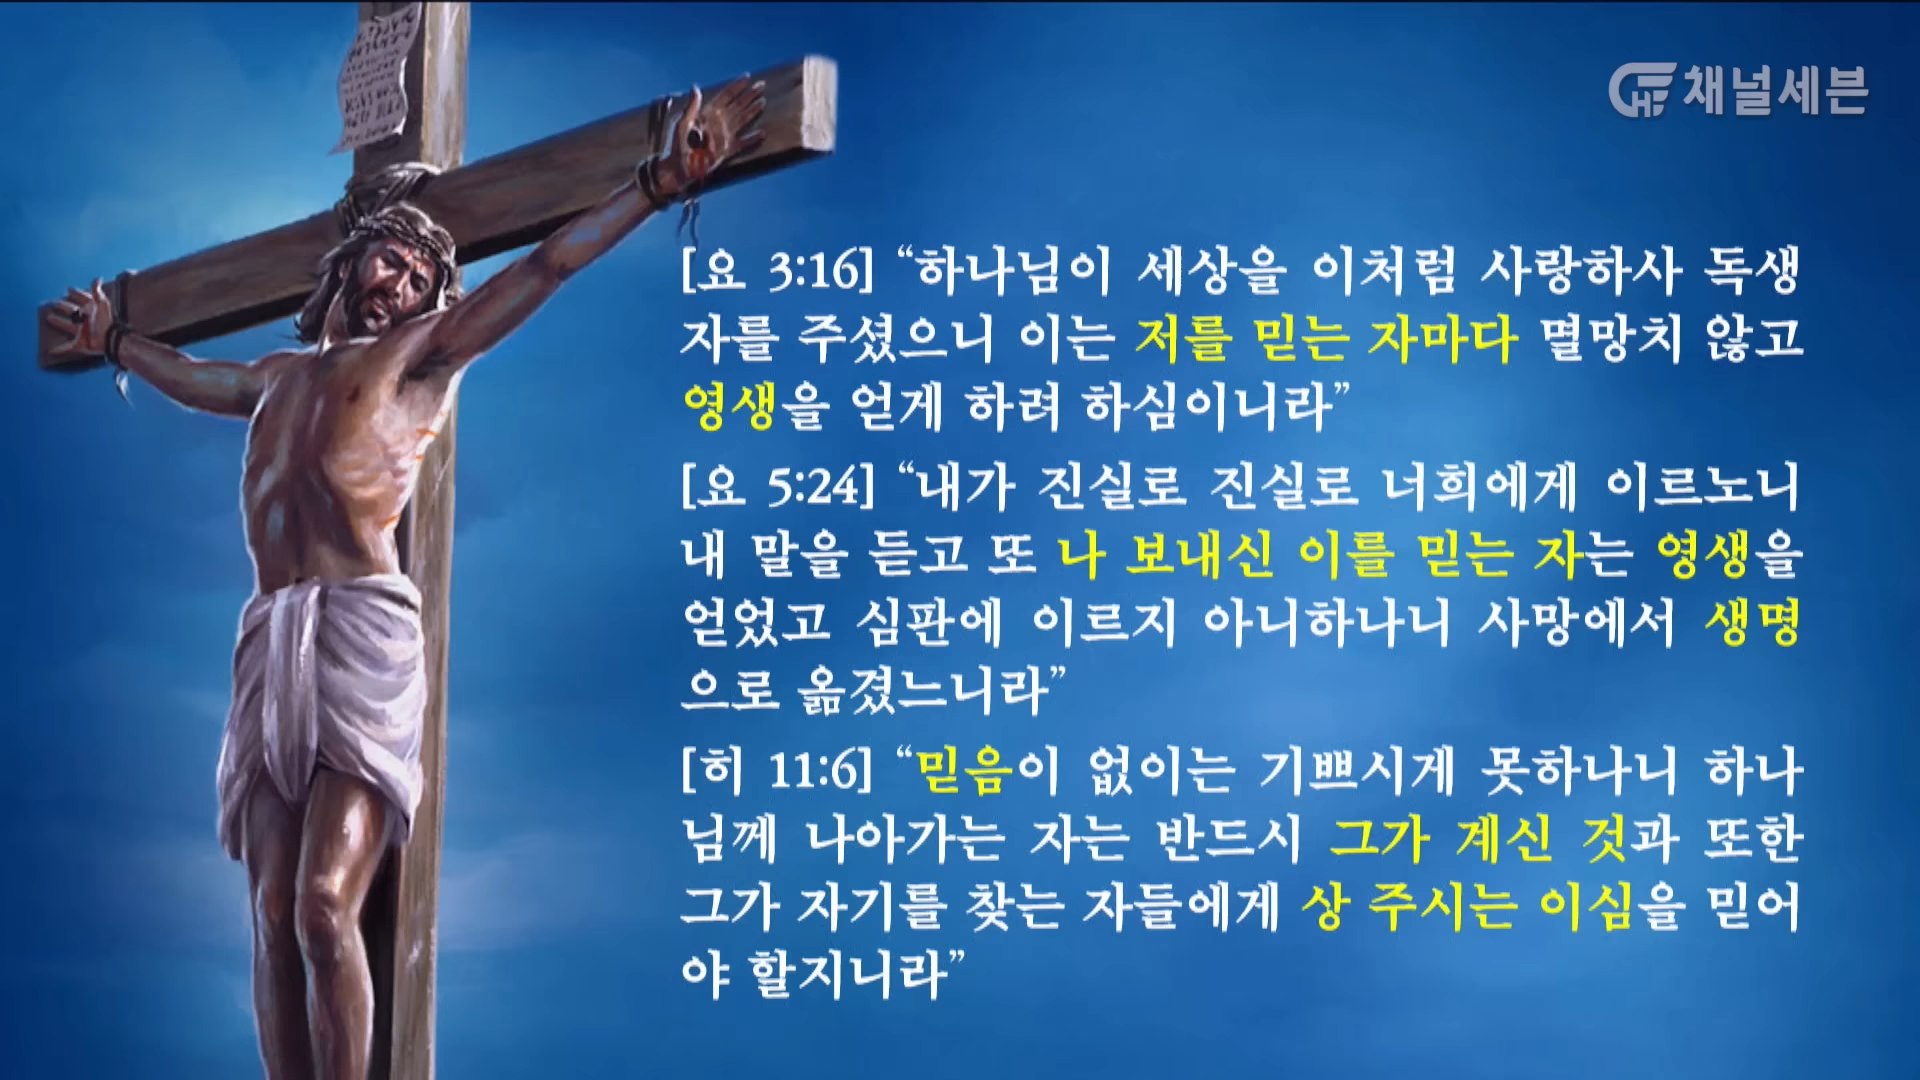 채널세븐
[요 3:16] “하나님이 세상을 이처럼 사랑하사 독생
자를 주셨으니 이는 저를 믿는 자마다 멸망치 않고
영생을 얻게 하려 하심이니라”
[요 5:24] “내가 진실로 진실로 너희에게 이르노니
내 말을 듣고 또 나 보내신 이를 믿는 자는 영생을
얻었고 심판에 이르지 아니하나니 사망에서 생명
으로 옮겼느니라”
[히 11:6] “믿음이 없이는 기쁘시게 못하나니 하나
님께 나아가는 자는 반드시 그가 계신 것과 또한
그가 자기를 찾는 자들에게 상 주시는 이심을 믿어
야 할지니라”